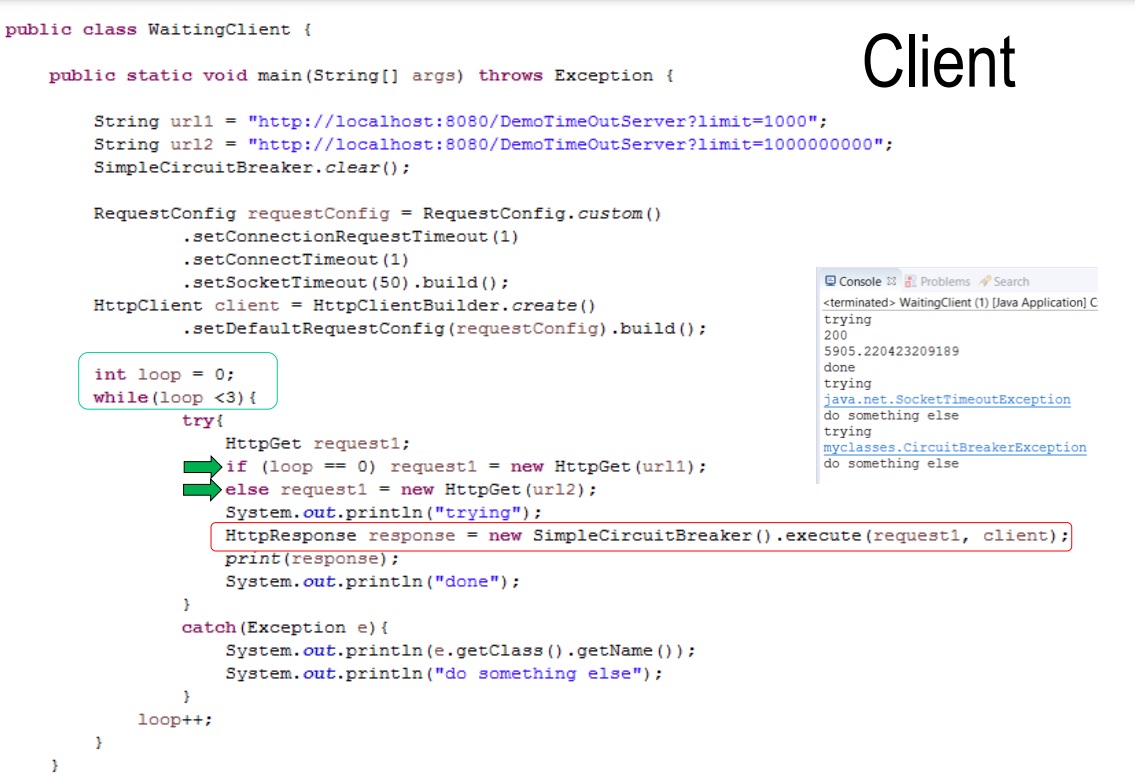 Client
public class WaitingClient {
public static void main(String[] args) throws Exception {
String url1 = "http://localhost:8080/DemoTimeOutServer?limit=1000";
String url2 = "http://localhost:8080/DemoTimeOutServer?limit=1000000000";
SimpleCircuitBreaker.clear();
RequestConfig requestConfig = RequestConfig.custom()
.setConnectionRequestTimeout(1)
.setConnectTimeout(1)
.setSocketTimeout(50).build();
HttpClient client = HttpClientBuilder.create()
.setDefaultRequestConfig(requestConfig).build();
int loop = 0;
while(loop <3){
try{
HttpGet request1;
if (loop == 0) request1 = new HttpGet(url1);
else request1 = new HttpGet(url2);
System.out.println("trying");
HttpResponse response = new SimpleCircuitBreaker().execute(request1, client);
print(response);
System.out.println("done");
}
catch(Exception e){
System.out.println(e.getClass().getName());
System.out.println("do something else");
}
loop++;
}
}
Console Problems Search
<terminated> WaitingClient (1) [Java Application] C
trying
200
5905.220423209189
done
trying
java.net.SocketTimeoutException
do something else
trying
myclasses.CircuitBreakerException
do something else